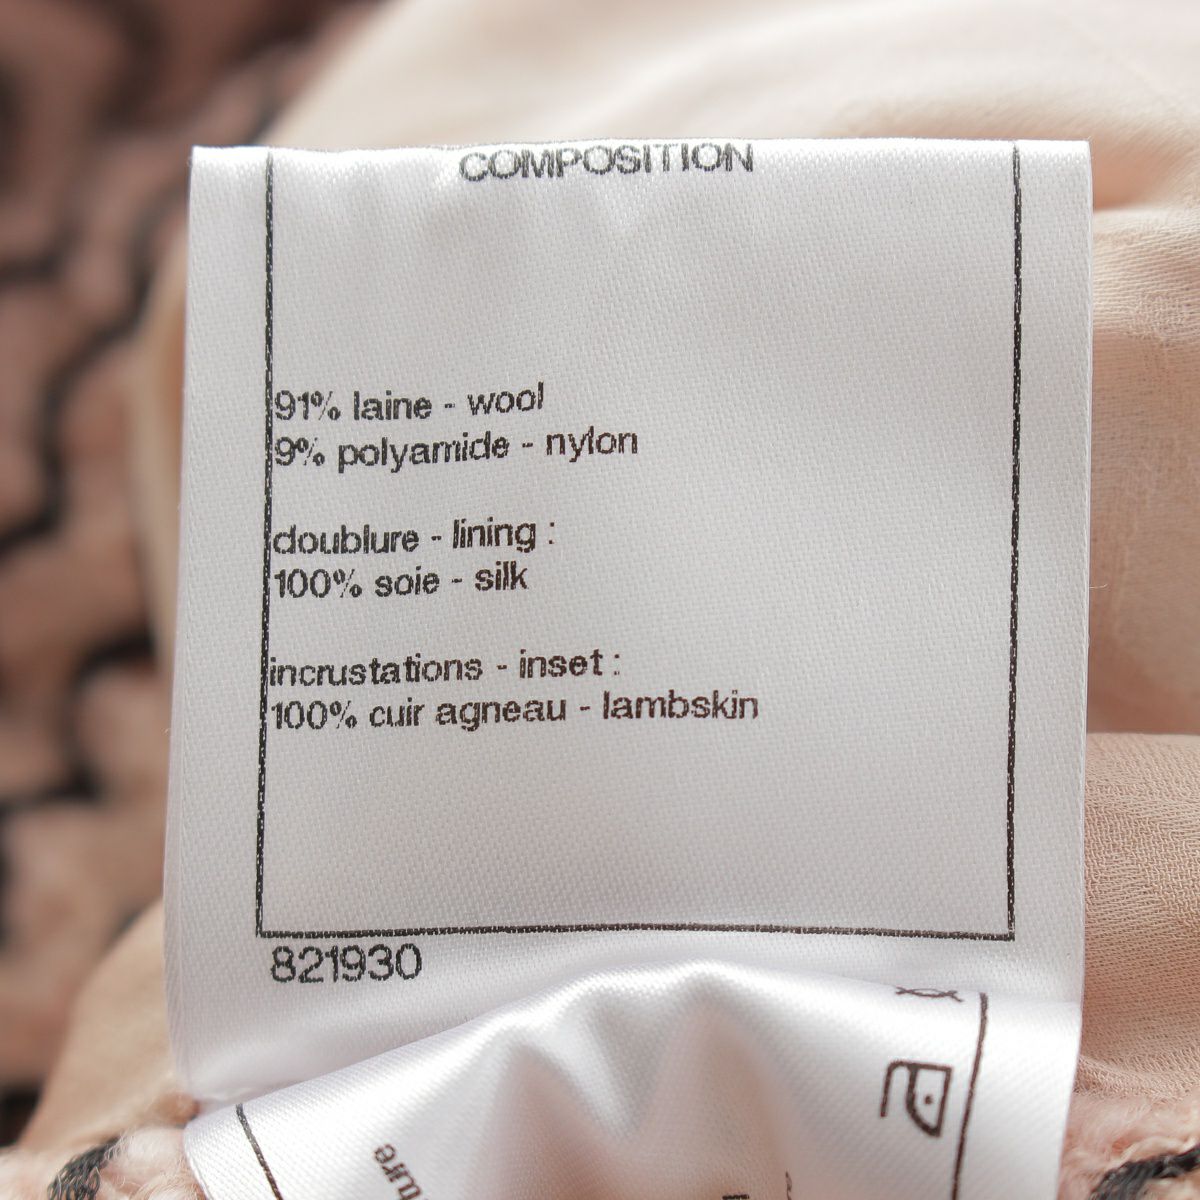 COMPOSITION
91% laine - wool
9% polyamide - nylon
doublure - lining :
100% soie - silk
incrustations - inset :
100% cuir agneau - lambskin
821930